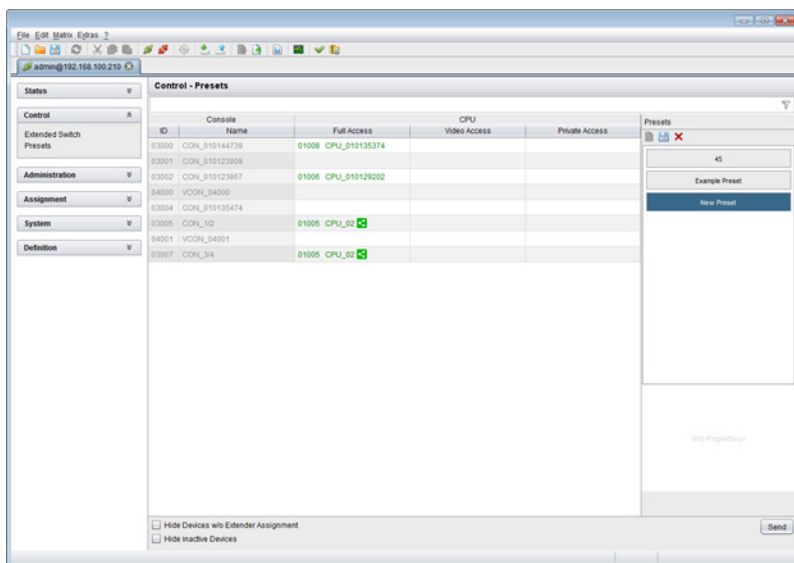 File Edit Matrix Extras ?
admin@192.168.100.210
Status
Control
Extended Switch
Presets
Administration
Assignment
System
Definition
Control - Presets
Console CPU
ID Name Full Access Video Access Private Access
03000 CON_010144739 01008 CPU_010135374
03001 CON_010123809
03002 CON_010123867 01006 CPU_010129202
04000 VCON_04000
03004 CON_010135474
03005 CON_1/2 01005 CPU_02
04001 VCON_04001
03007 CON_3/4 01005 CPU_02
Presets
45
Example Preset
New Preset
<No Properties>
Hide Devices w/o Extender Assignment
Hide inactive Devices
Send